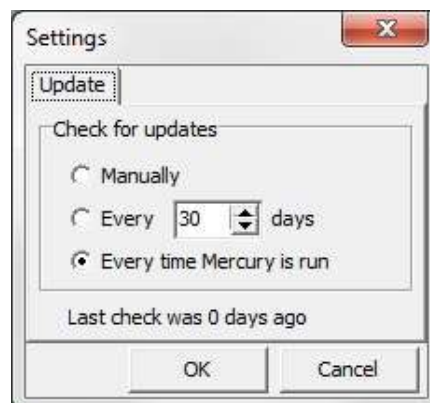 Settings
Update
Check for updates
Manually
Every 30 days
Every time Mercury is run
Last check was 0 days ago
OK Cancel